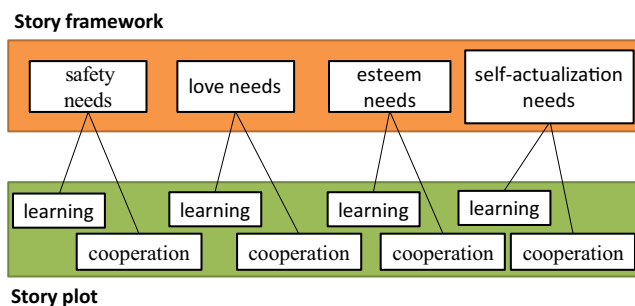 Story framework
safety
needs
love needs
esteem
needs
self-actualization
needs
learning
learning
learning
learning
cooperation
cooperation
cooperation
cooperation
Story plot